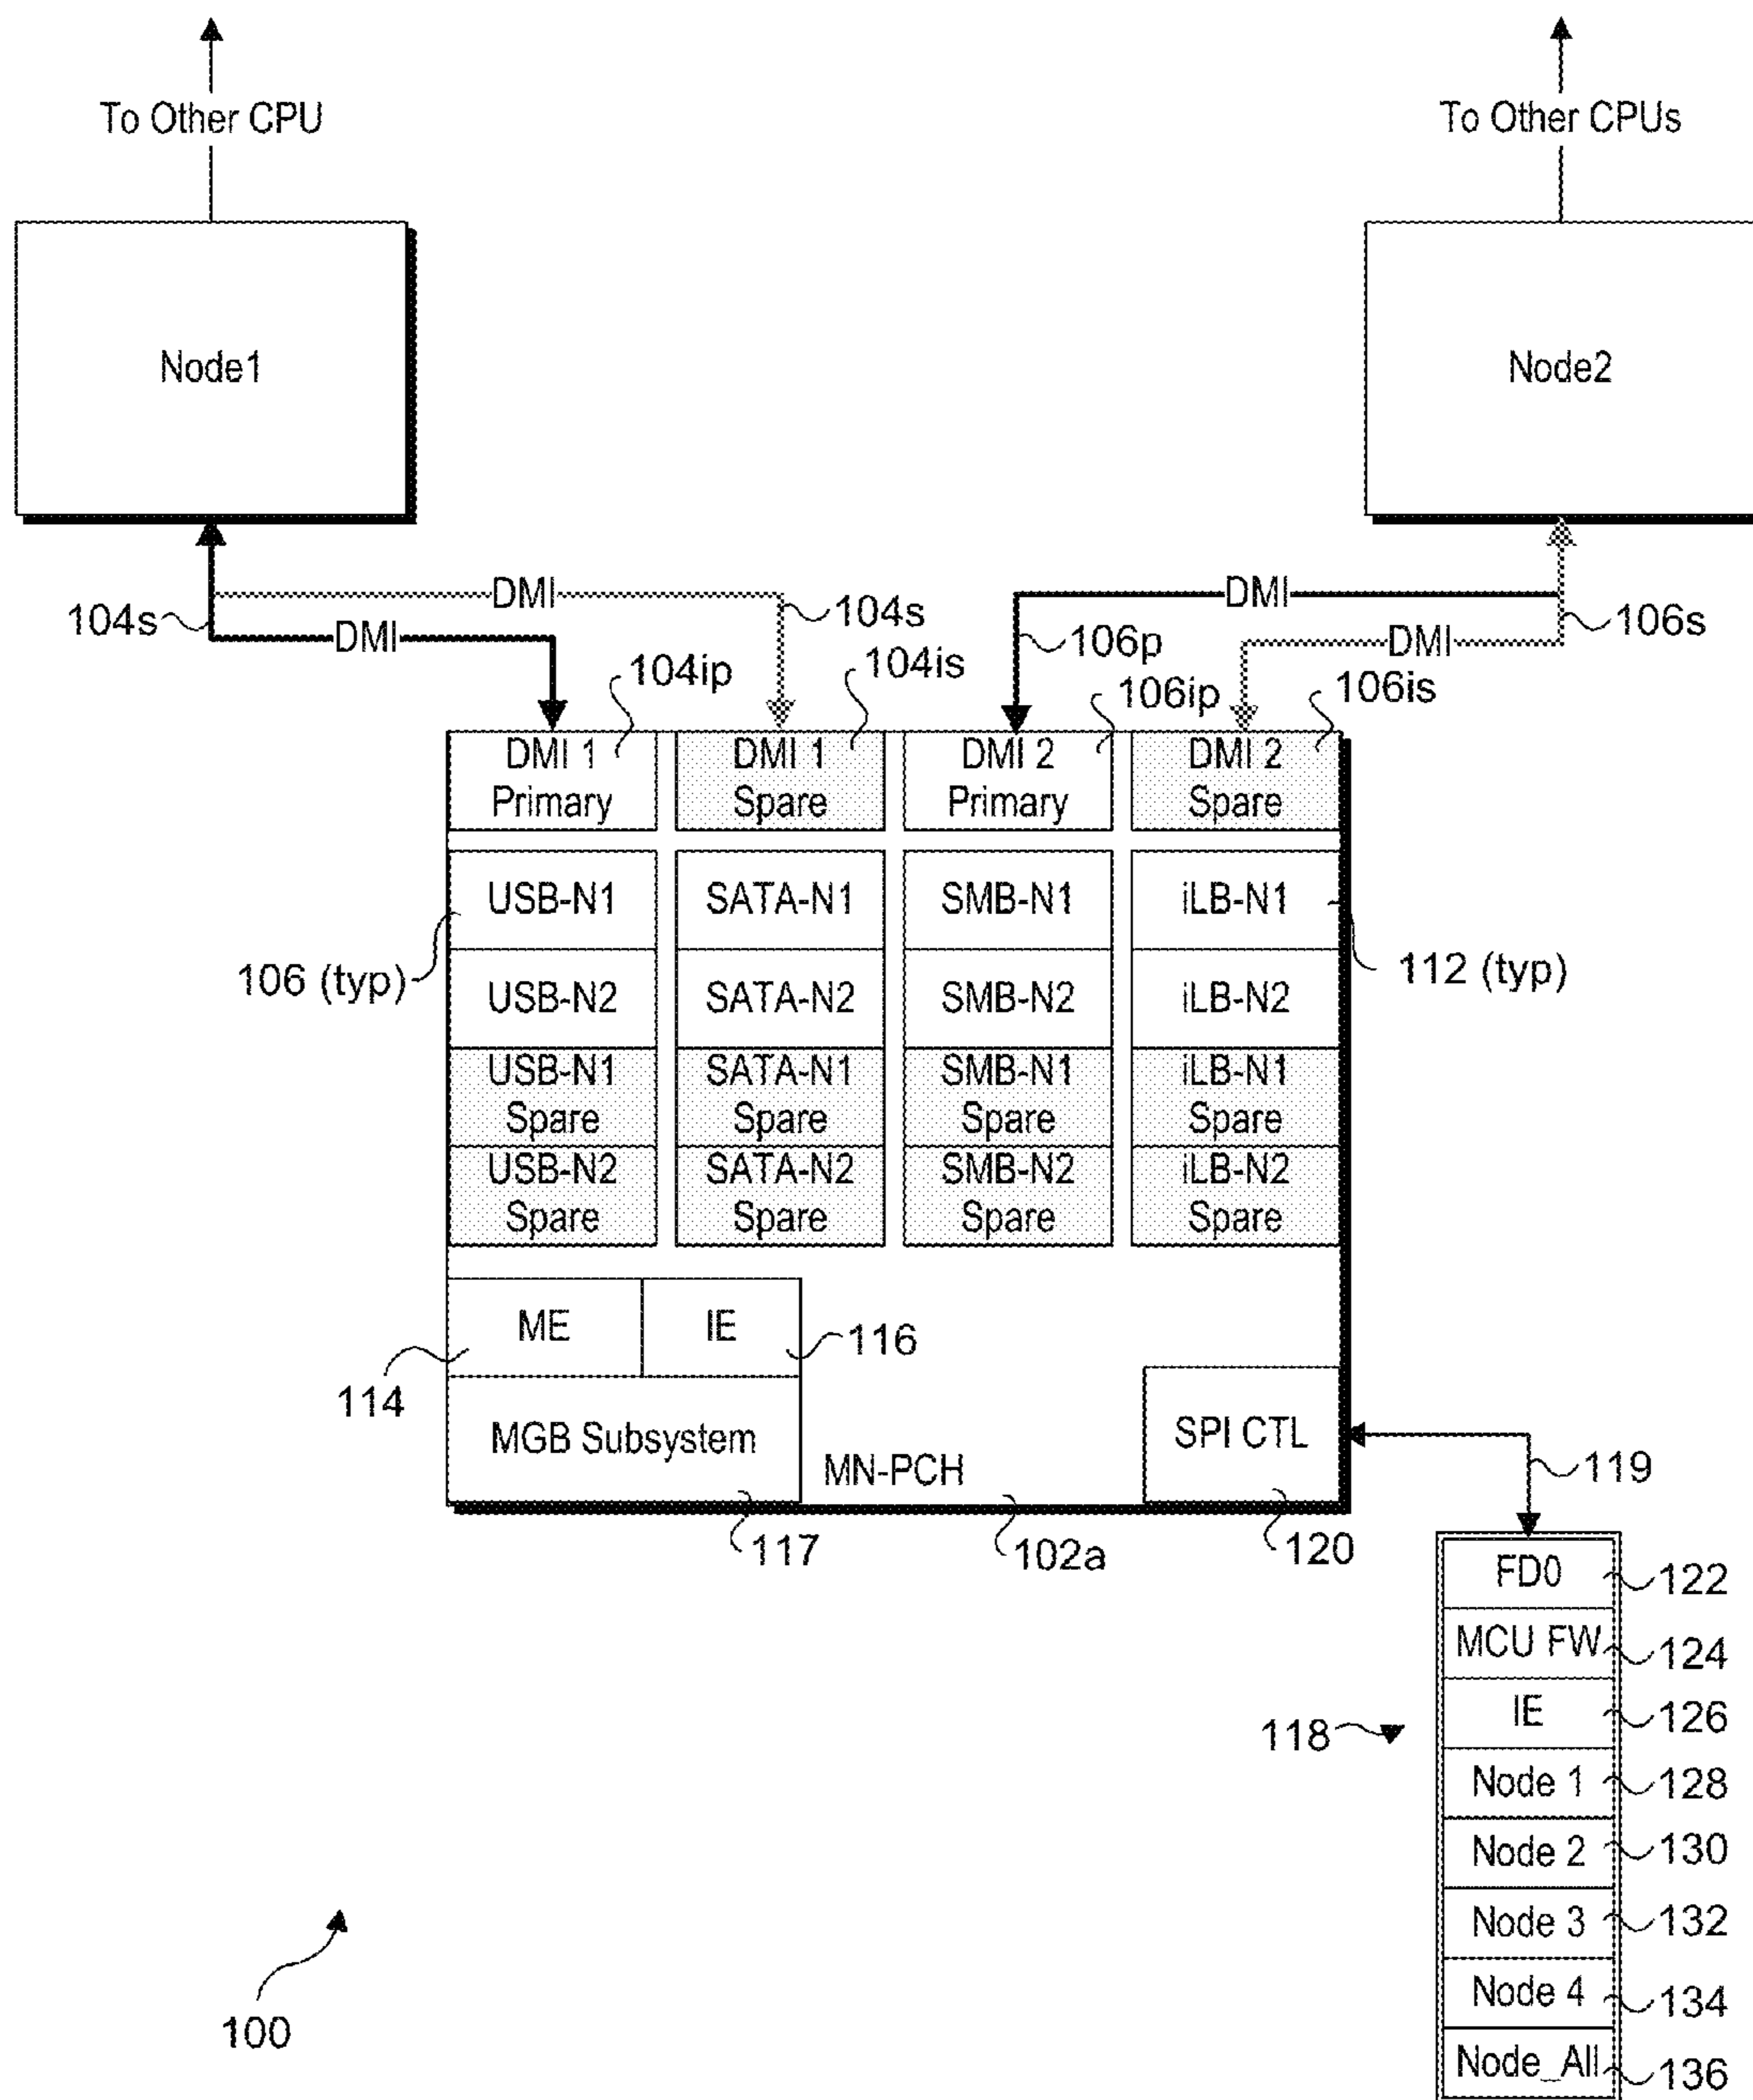 To Other CPU
To Other CPUs
Node1
Node2
DMI
DMI
104s
104s
DMI
106p
DMI
106s
104ip
104is
106ip
106is
DMI 1
Primary
DMI 1
Spare
DMI 2
Primary
DMI 2
Spare
USB-N1
SATA-N1
SMB-N1
iLB-N1
106 (typ)
112 (typ)
USB-N2
SATA-N2
SMB-N2
iLB-N2
USB-N1
Spare
SATA-N1
Spare
SMB-N1
Spare
iLB-N1
Spare
USB-N2
Spare
SATA-N2
Spare
SMB-N2
Spare
iLB-N2
Spare
ME
IE
116
114
MGB Subsystem
MN-PCH
SPI CTL
119
117
102a
120
FD0
122
MCU FW
124
IE
126
118
Node 1
128
Node 2
130
Node 3
132
Node 4
134
Node_All
136
100